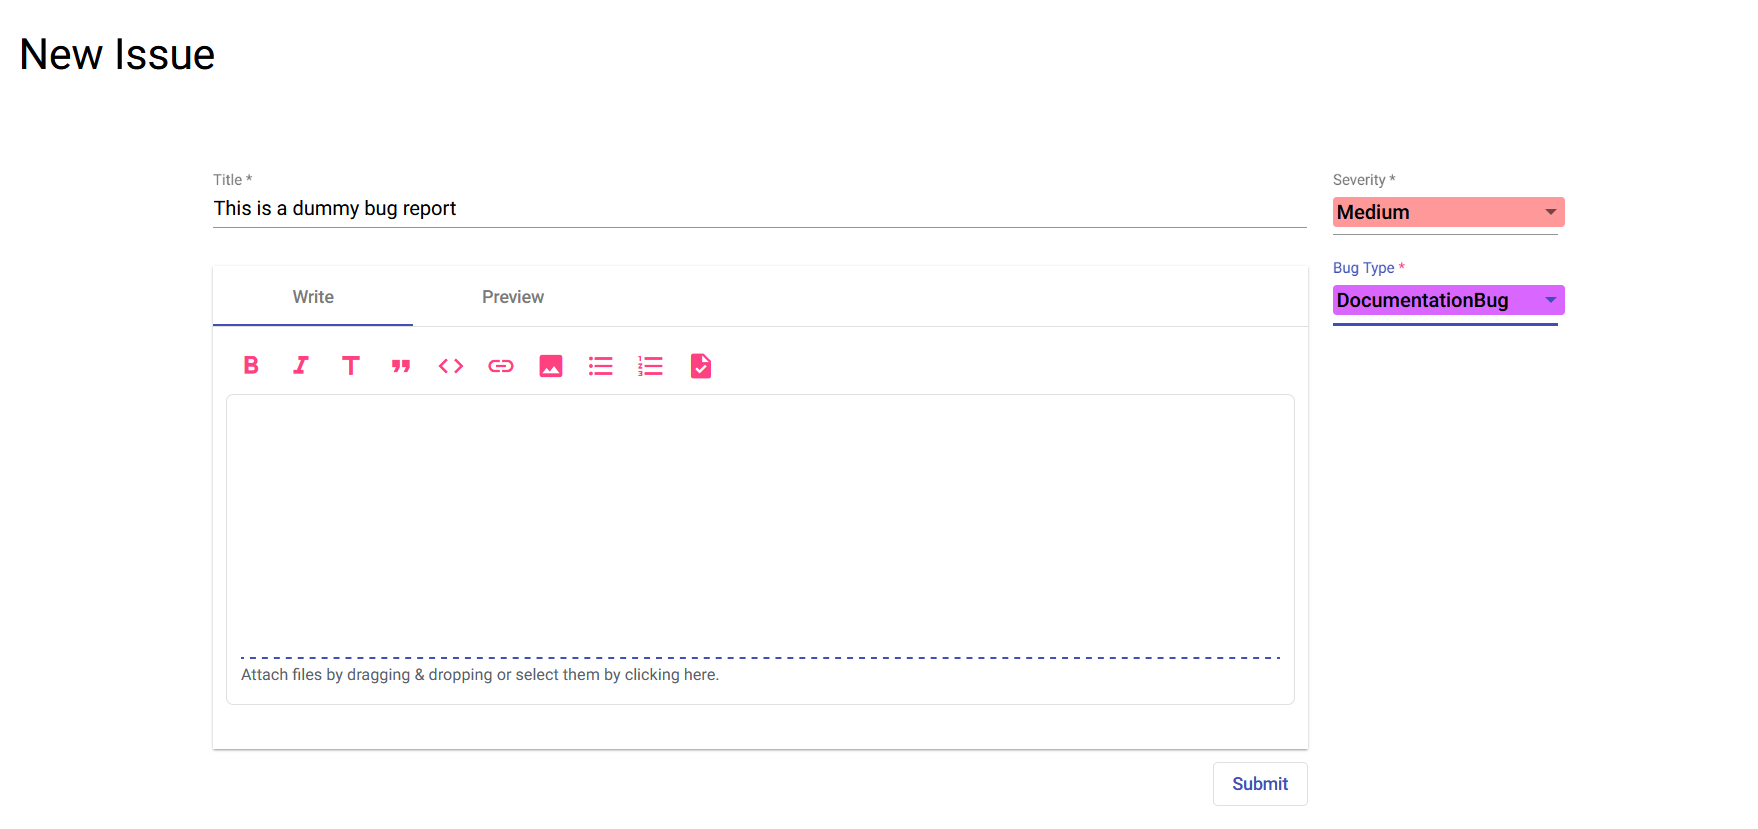 New Issue
Title *
This is a dummy bug report
Severity *
Medium
Bug Type *
DocumentationBug
Write Preview
Attach files by dragging & dropping or select them by clicking here.
Submit